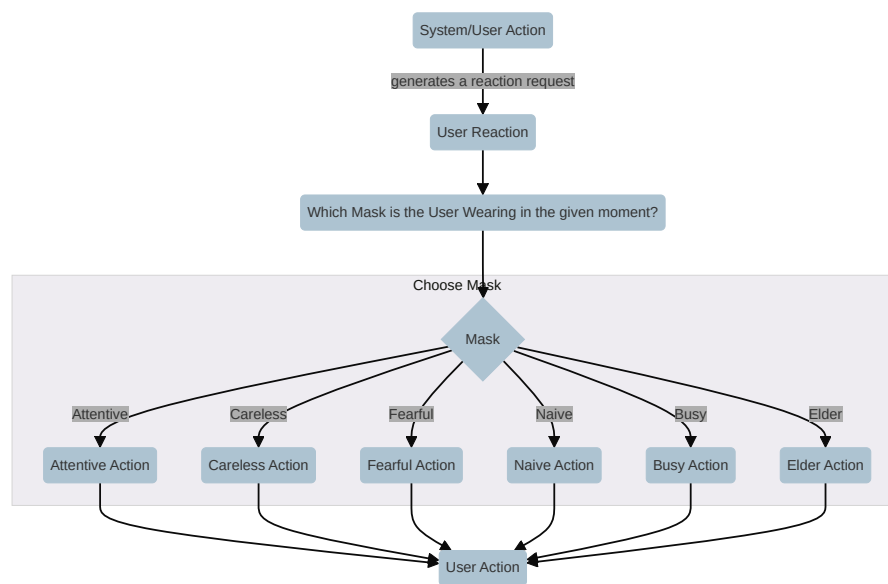 System/User Action
generates a reaction request
User Reaction
Which Mask is the User Wearing in the given moment?
Choose Mask
Mask
Attentive
Careless
Fearful
Naive
Busy
Elder
Attentive Action
Careless Action
Fearful Action
Naive Action
Busy Action
Elder Action
User Action